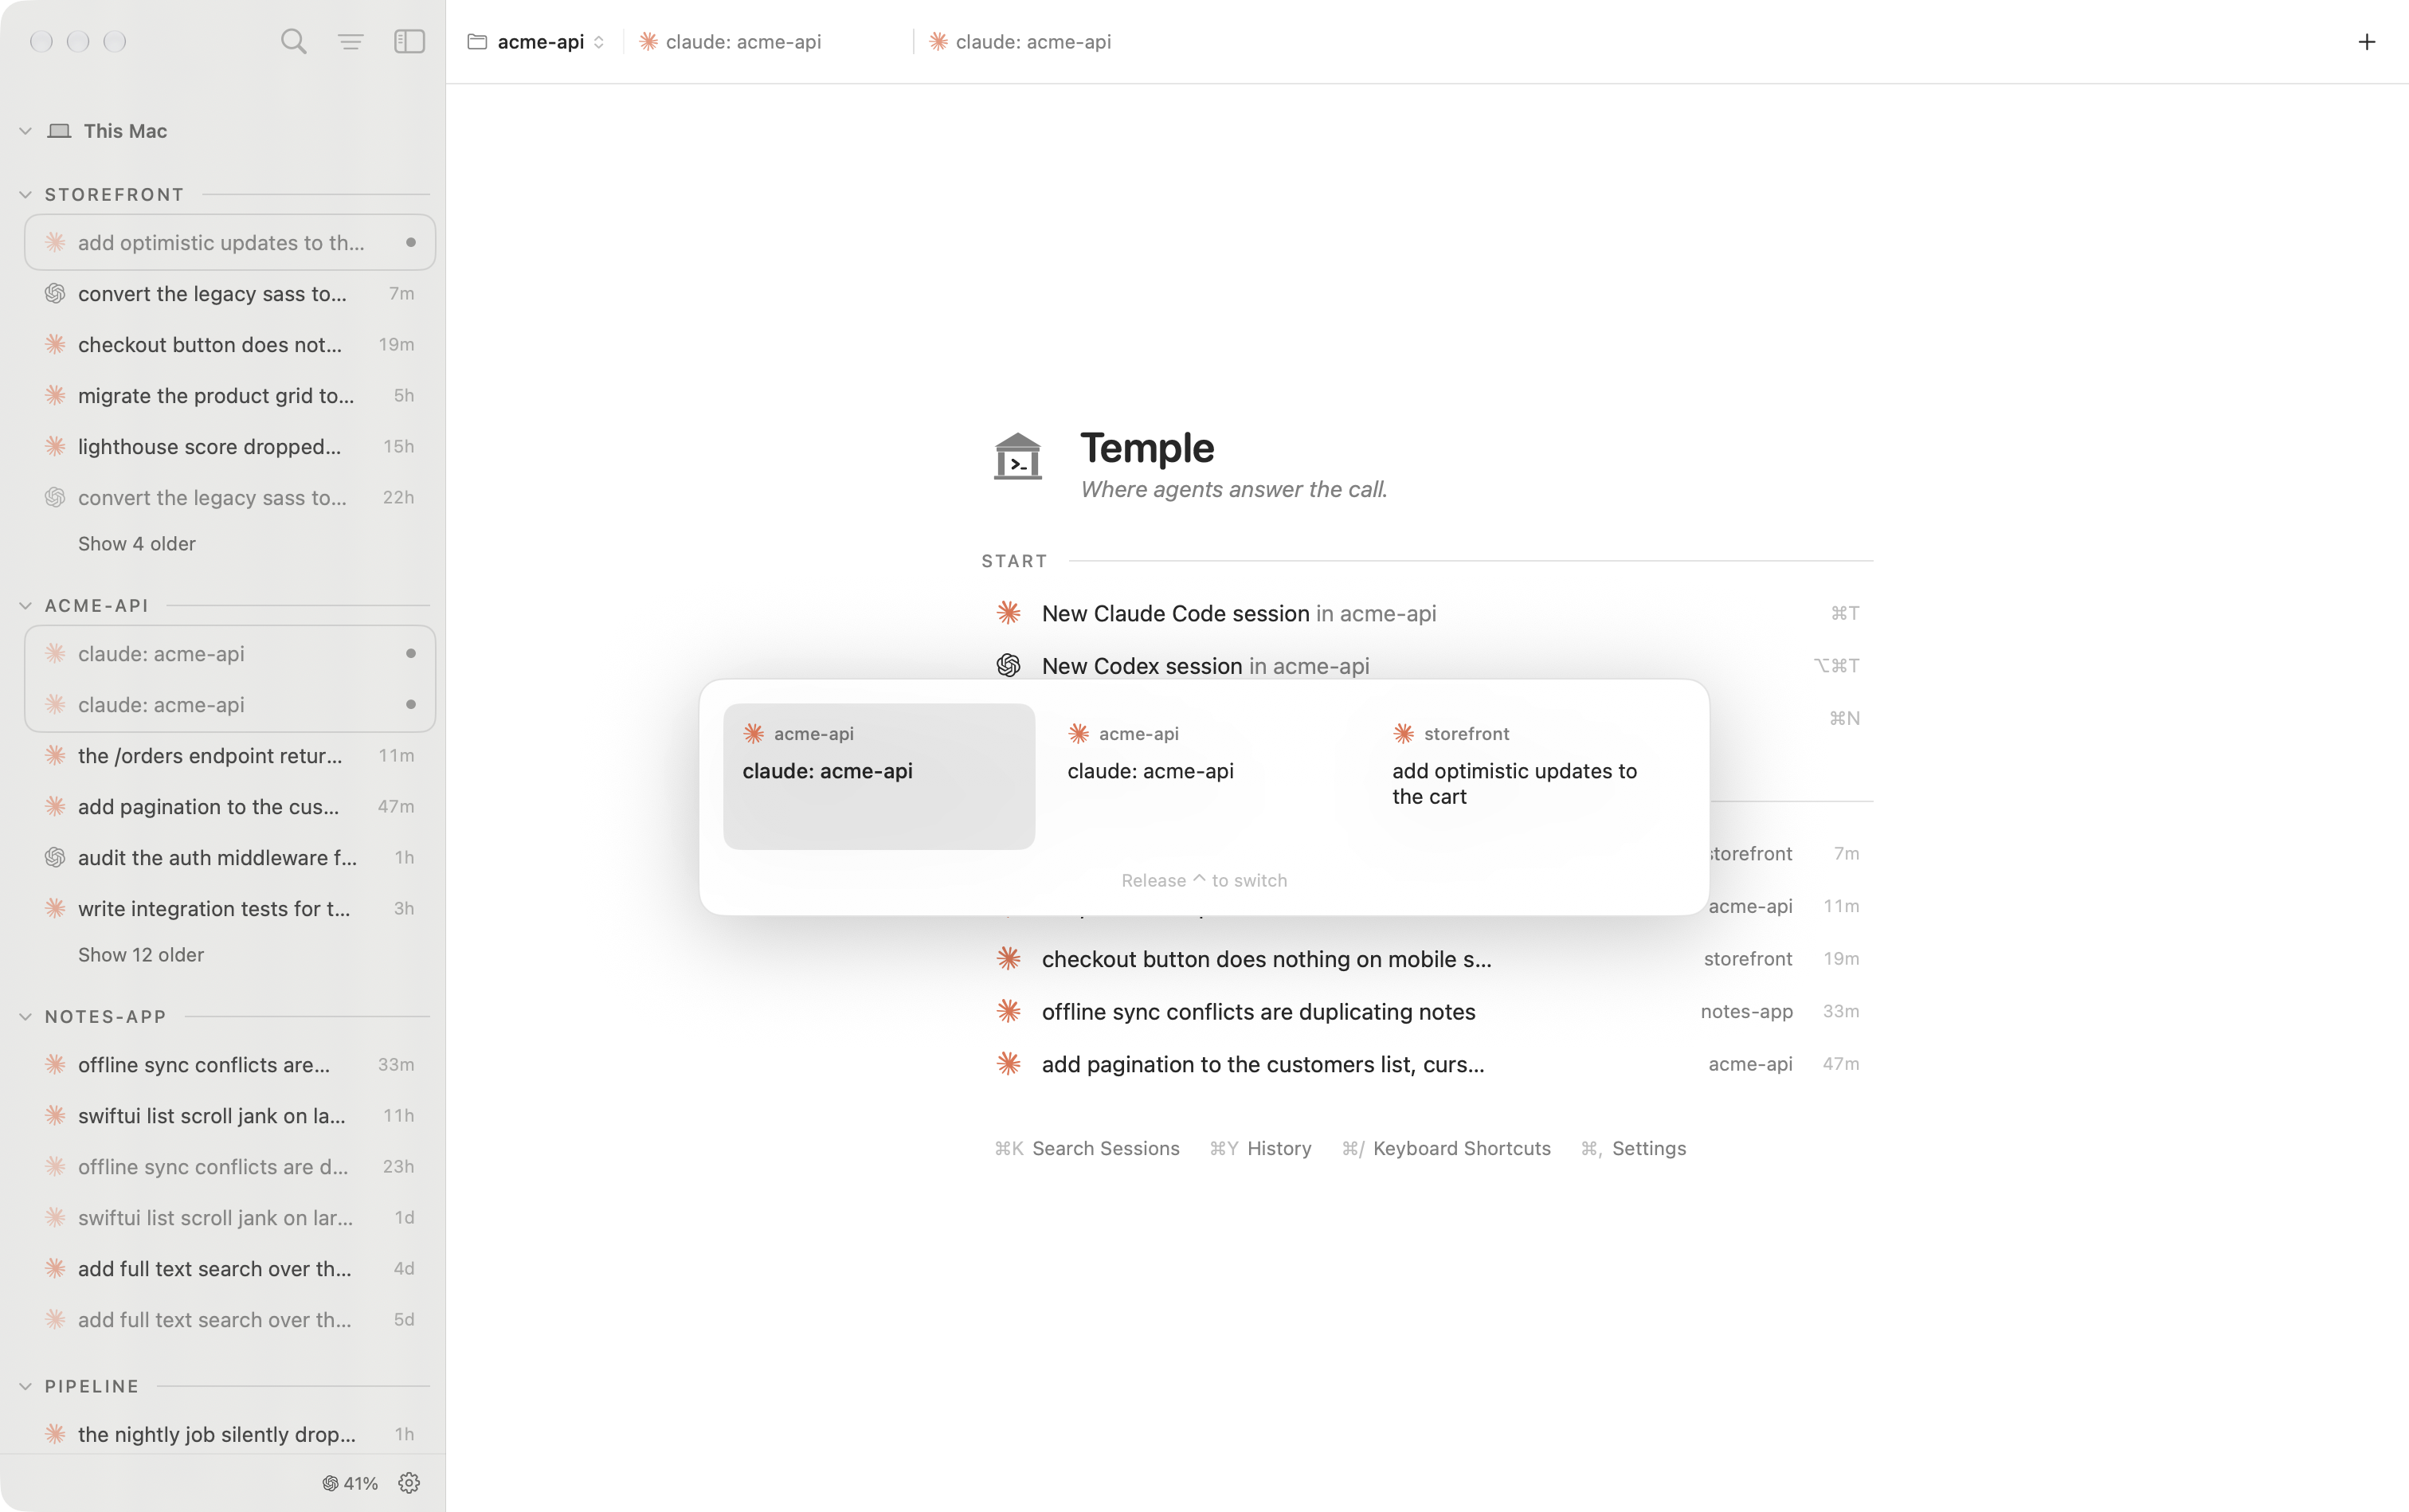 acme-api
claude: acme-api
claude: acme-api
This Mac
STOREFRONT
add optimistic updates to th...
convert the legacy sass to... 7m
checkout button does not... 19m
migrate the product grid to... 5h
lighthouse score dropped... 15h
convert the legacy sass to... 22h
Show 4 older
ACME-API
claude: acme-api
claude: acme-api
the /orders endpoint retur... 11m
add pagination to the cus... 47m
audit the auth middleware f... 1h
write integration tests for t... 3h
Show 12 older
NOTES-APP
offline sync conflicts are... 33m
swiftui list scroll jank on la... 11h
offline sync conflicts are d... 23h
swiftui list scroll jank on lar... 1d
add full text search over th... 4d
add full text search over th... 5d
PIPELINE
the nightly job silently drop... 1h
41%
Temple
Where agents answer the call.
START
New Claude Code session in acme-api ⌘T
New Codex session in acme-api ⌥⌘T
⌘N
acme-api
claude: acme-api
acme-api
claude: acme-api
storefront
add optimistic updates to
the cart
Release ^ to switch
storefront 7m
acme-api 11m
checkout button does nothing on mobile s... storefront 19m
offline sync conflicts are duplicating notes notes-app 33m
add pagination to the customers list, curs... acme-api 47m
⌘K Search Sessions ⌘Y History ⌘/ Keyboard Shortcuts ⌘, Settings